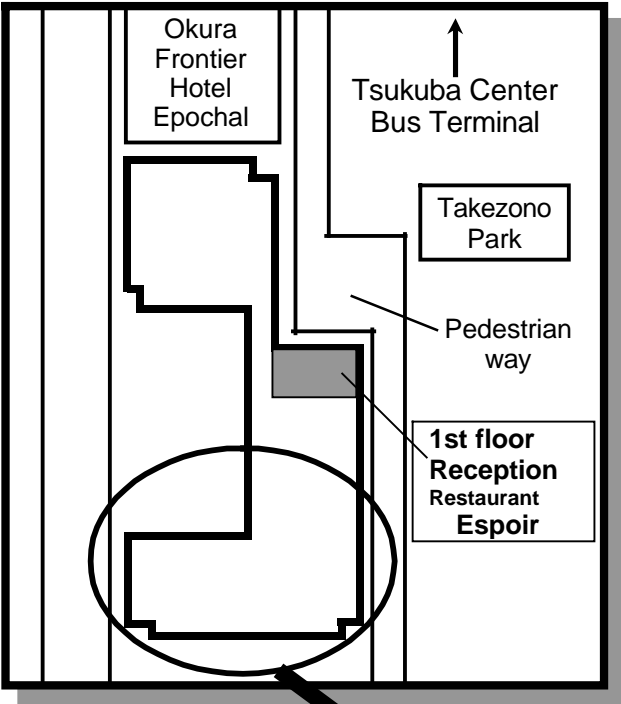 Okura
Frontier
Hotel
Epochal
Tsukuba Center
Bus Terminal
Takezono
Park
Pedestrian
way
1st floor
Reception
Restaurant
Espoir